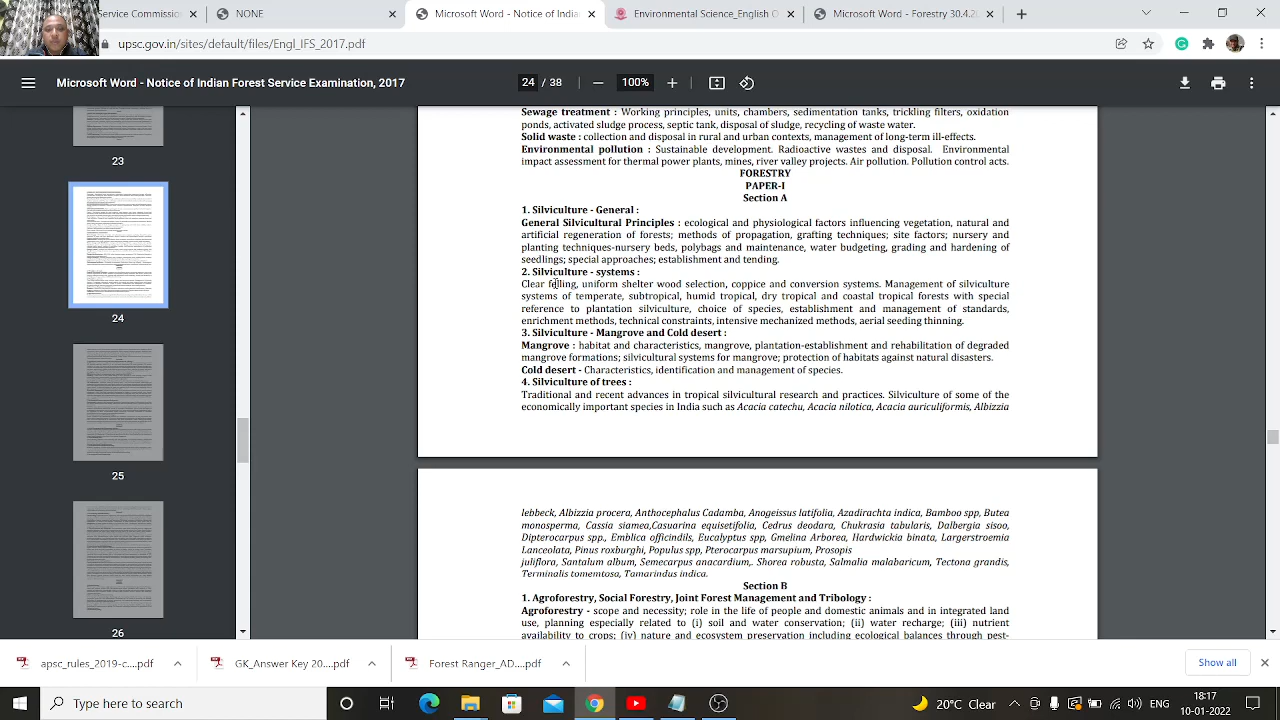 Service Commission
NONE
Microsoft Word - Notice of India
Environmental Science_English O
Microsoft Word - Forestry 30.4.20
upsc.gov.in/sites/default/files/Engl_IFS_2017.pdf
Microsoft Word - Notice of Indian Forest Service Examination, 2017
24 / 38
100%
23
24
25
26
Sewage treatment : Working principles, units, chambers, sedimentation tanks, trickling filters, oxidation
ponds, activated sludge process, septic tank, disposal of sludge, recycling of waste water.
Solid waste : collection and disposal in rural and urban contexts, management of long-term ill-effects.
Environmental pollution : Sustainable development. Radioactive wastes and disposal. Environmental
impact assessment for thermal power plants, mines, river valley projects. Air pollution. Pollution control acts.
FORESTRY
PAPER-I
Section A
1. Silviculture - General :
General Silvicultural Principles : ecological and physiological factors influencing vegetation, natural and
artificial regeneration of forests; methods of propagation, grafting techniques; site factors; nursery and
planting techniques-nursery beds, polybags and maintenance, water budgeting, grading and hardening of
seedlings; special approaches; establishment and tending.
2. Silviculture - systems :
Clear felling, uniform shelter wood selection, coppice and conversion systems. Management of silviculture
systems of temperate, subtropical, humid tropical, dry tropical and coastal tropical forests with special
reference to plantation silviculture, choice of species, establishment and management of standards,
enrichment methods, technical constraints, intensive mechanized methods, aerial seeding thinning.
3. Silviculture - Mangrove and Cold desert :
Mangrove : habitat and characteristics, mangrove, plantation-establishment and rehabilitation of degraded
mangrove formations; silvicultural systems for mangrove; protection of habitats against natural disasters.
Cold desert - Characteristics, identification and management of species.
4. Silviculture of trees :
Traditional and recent advances in tropical silvicultural research and practices. Silviculture of some of the
economically important species in India such as Acacia catechu, Acacia nilotica, Acacia auriculiformis, Albizzia
lebbeck, Albizzia procera, Anthocephalus Cadamba, Anogeissus latifolia, Azadirachta indica, Bamboo spp, Butea
monosperma, Cassia siamea,Casuarina equisetifolia, Cedrus deodara, Chukrasia tabularis, Dalbergia sisoo,
Dipterocarpus spp., Emblica officindils, Eucalyptus spp, Gmelina Arborea, Hardwickia binata, Largerstroemia
Lanceolata, Pinus roxburghi, Populus spp, Pterocarpus marsupium, Prosopis
juliflora, Santalum album, Semecarpus anacardium,. Shorea robusta, Salmalia malabaricum, Tectona grandis,
Terminalis tomentosa, Tamarindus indica.
Section B
1. Agroforestry, Social Forestry, Joint Forest Management and Tribology :
Agroforestry - scope and necessity; role in the life of people and domestic animals and in integrated land
use, planning especially related to (i) soil and water conservation; (ii) water recharge; (iii) nutrient
availability to crops; (iv) nature and ecosystem preservation including ecological balances through pest-
apsc_rules_2019-c....pdf
GK_Answer Key 20....pdf
Forest Ranger_AD....pdf
Show all
Type here to search
20°C Clear
ENG
18:17
10-01-2022